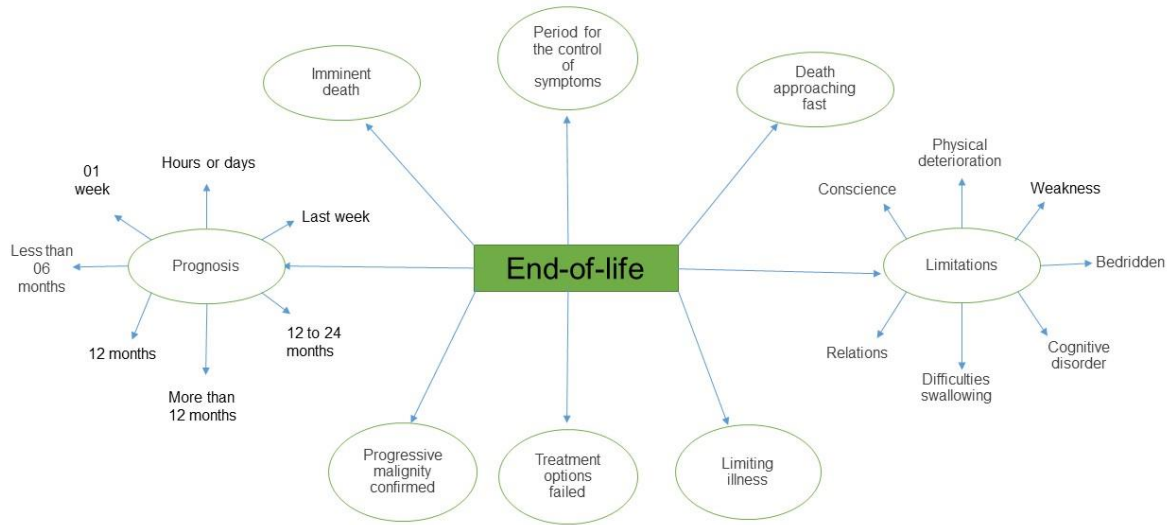 Period for
the control
of
symptoms
Imminent
death
Death
approaching
fast
Hours or days
01
week
Last week
Less than
06
months
Prognosis
12 months
12 to 24
months
More than
12 months
End-of-life
Physical
deterioration
Conscience
Weakness
Limitations
Bedridden
Relations
Cognitive
disorder
Difficulties
swallowing
Progressive
malignity
confirmed
Treatment
options
failed
Limiting
illness